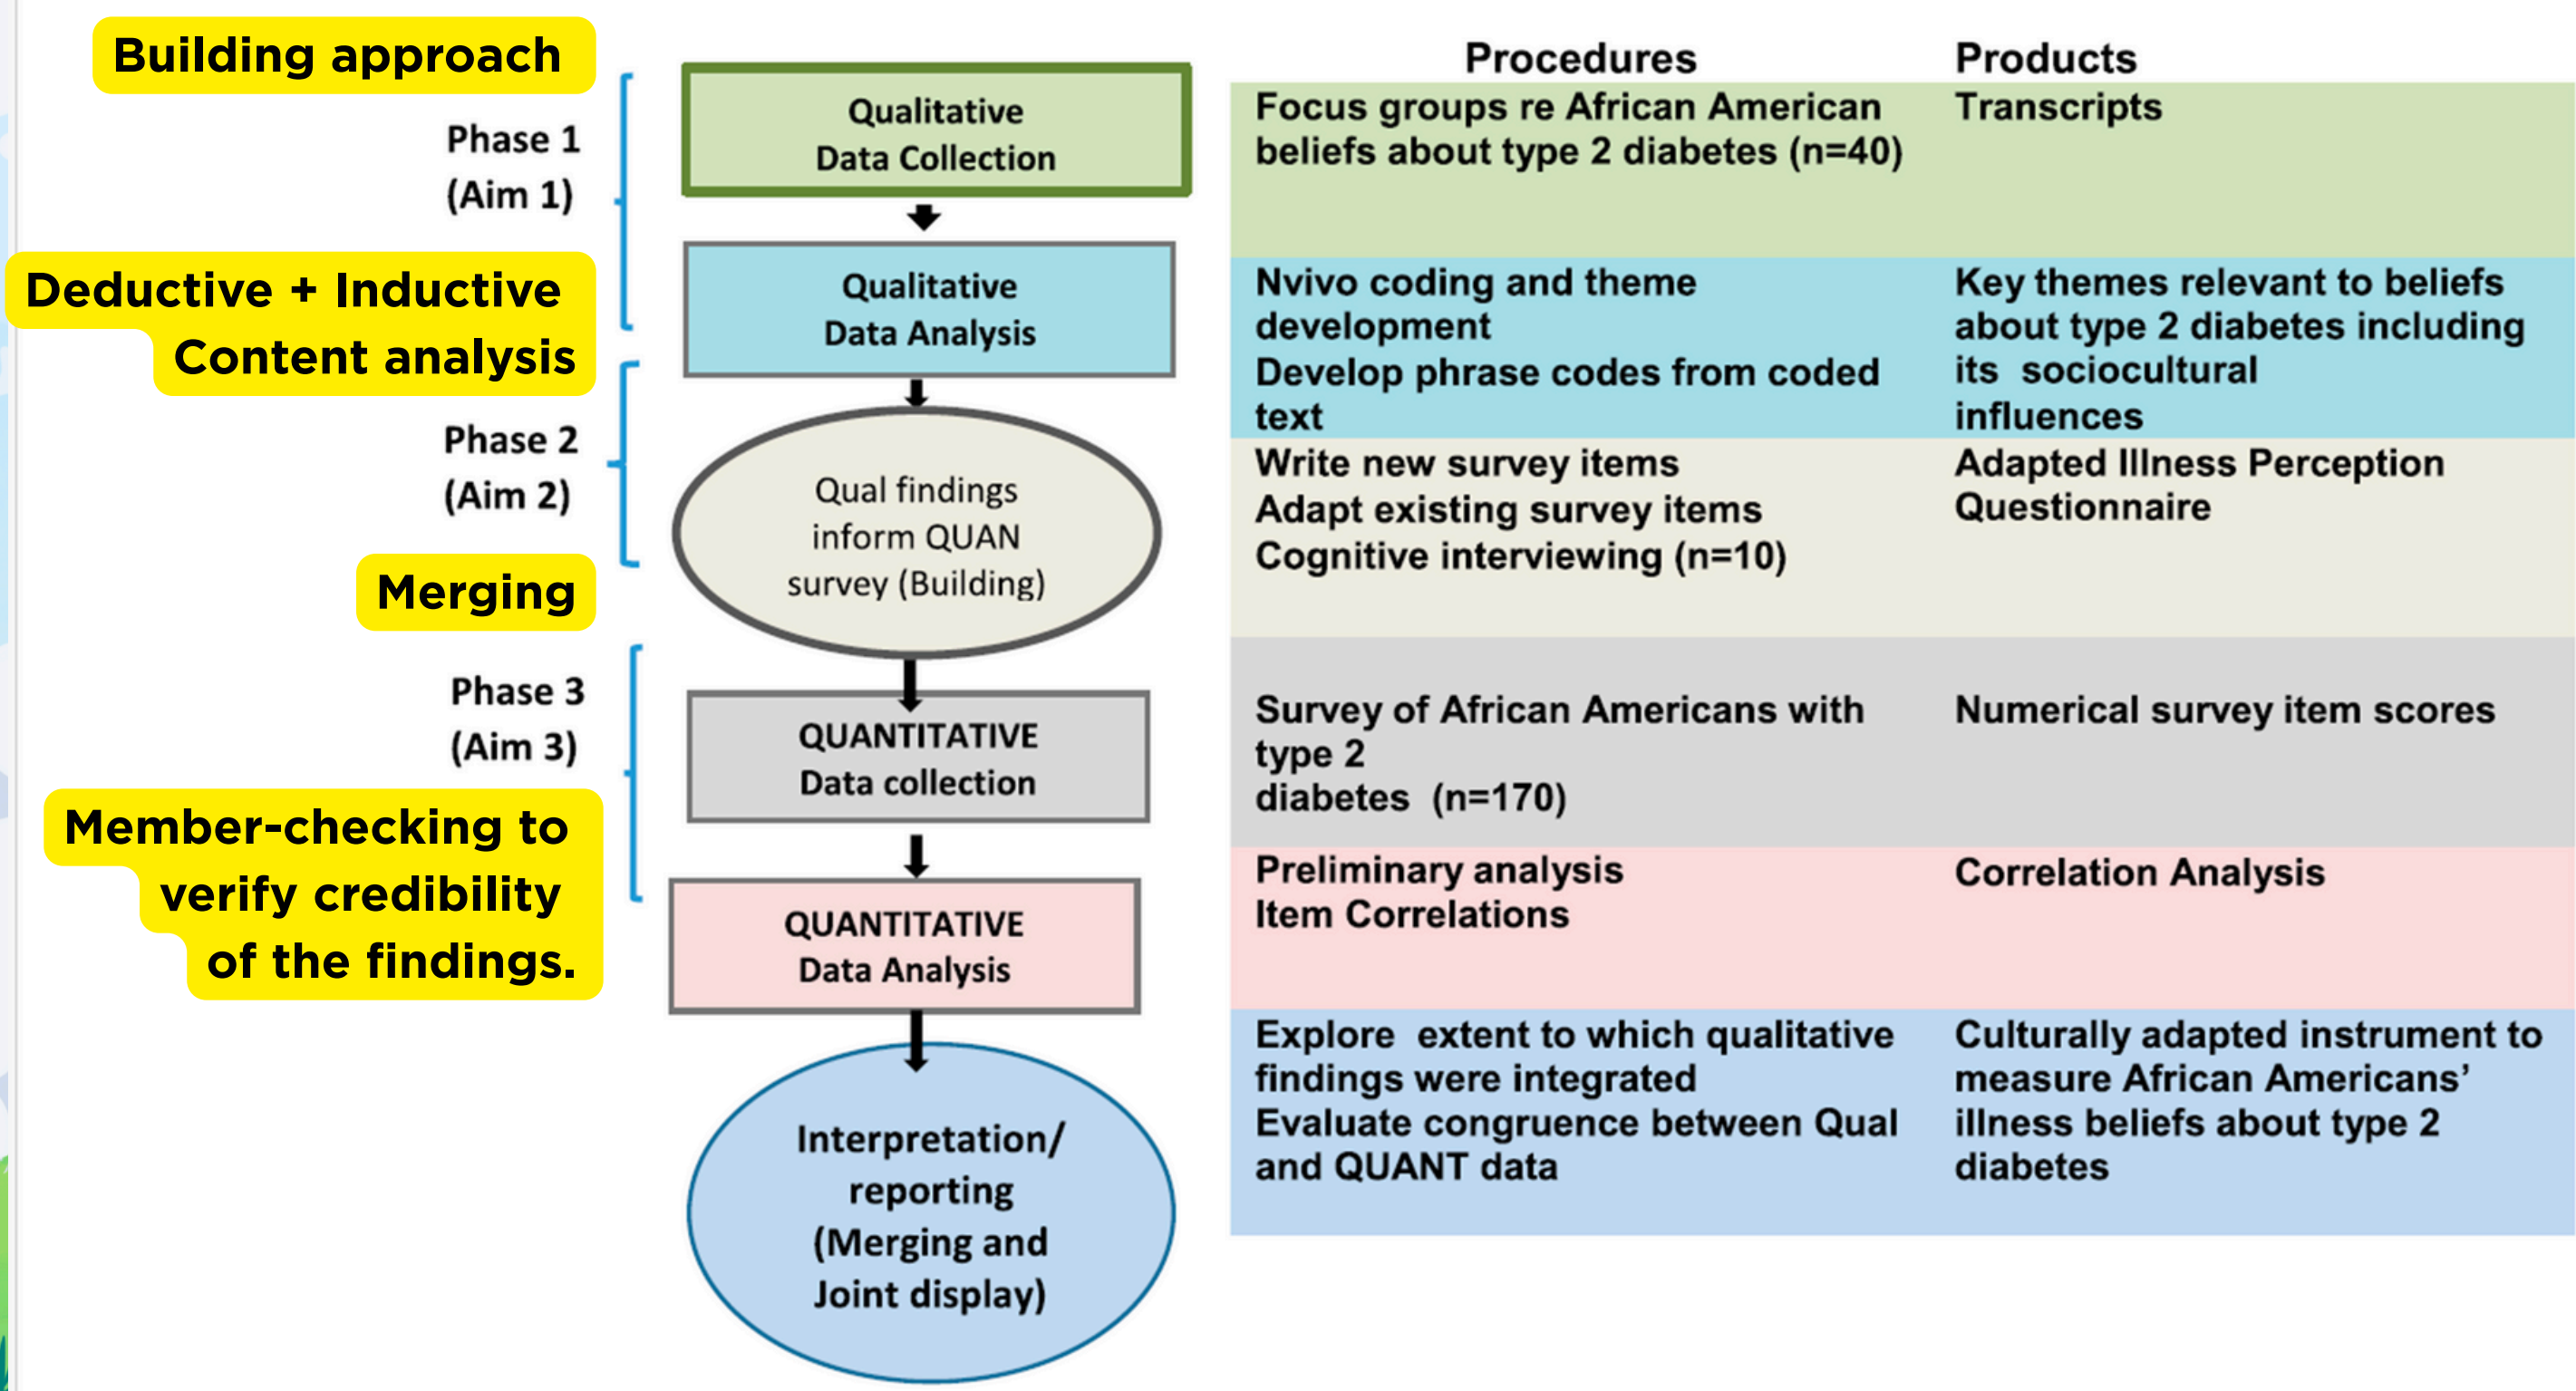 Building approach
Phase 1
(Aim 1)
Deductive + Inductive
Content analysis
Phase 2
(Aim 2)
Merging
Phase 3
(Aim 3)
Member-checking to
verify credibility
of the findings.
Qualitative
Data Collection
Qualitative
Data Analysis
Qual findings
inform QUAN
survey (Building)
QUANTITATIVE
Data collection
QUANTITATIVE
Data Analysis
Interpretation/
reporting
(Merging and
Joint display)
Procedures
Products
Focus groups re African American
beliefs about type 2 diabetes (n=40)
Transcripts
Nvivo coding and theme
development
Develop phrase codes from coded
text
Key themes relevant to beliefs
about type 2 diabetes including
its sociocultural
influences
Write new survey items
Adapt existing survey items
Cognitive interviewing (n=10)
Adapted Illness Perception
Questionnaire
Survey of African Americans with
type 2
diabetes (n=170)
Numerical survey item scores
Preliminary analysis
Item Correlations
Correlation Analysis
Explore extent to which qualitative
findings were integrated
Evaluate congruence between Qual
and QUANT data
Culturally adapted instrument to
measure African Americans’
illness beliefs about type 2
diabetes